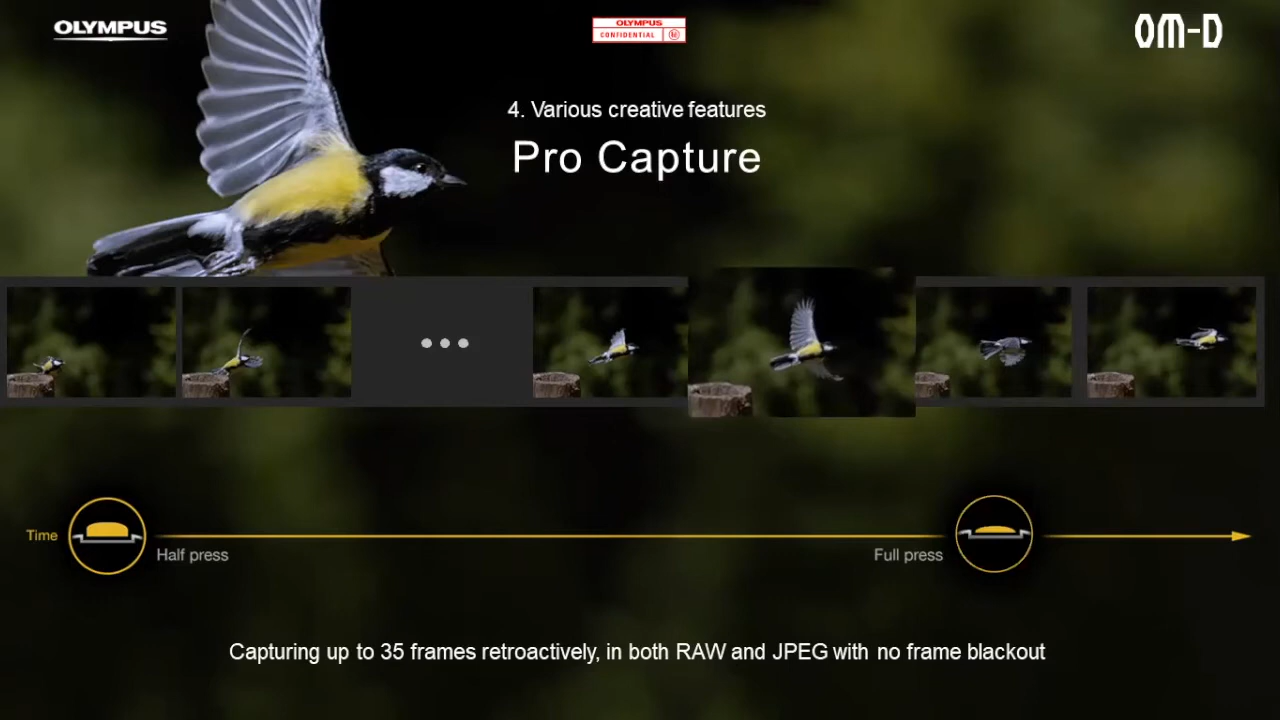 OLYMPUS
OLYMPUS
CONFIDENTIAL
OM-D
4. Various creative features
Pro Capture
Time
Half press
Full press
Capturing up to 35 frames retroactively, in both RAW and JPEG with no frame blackout